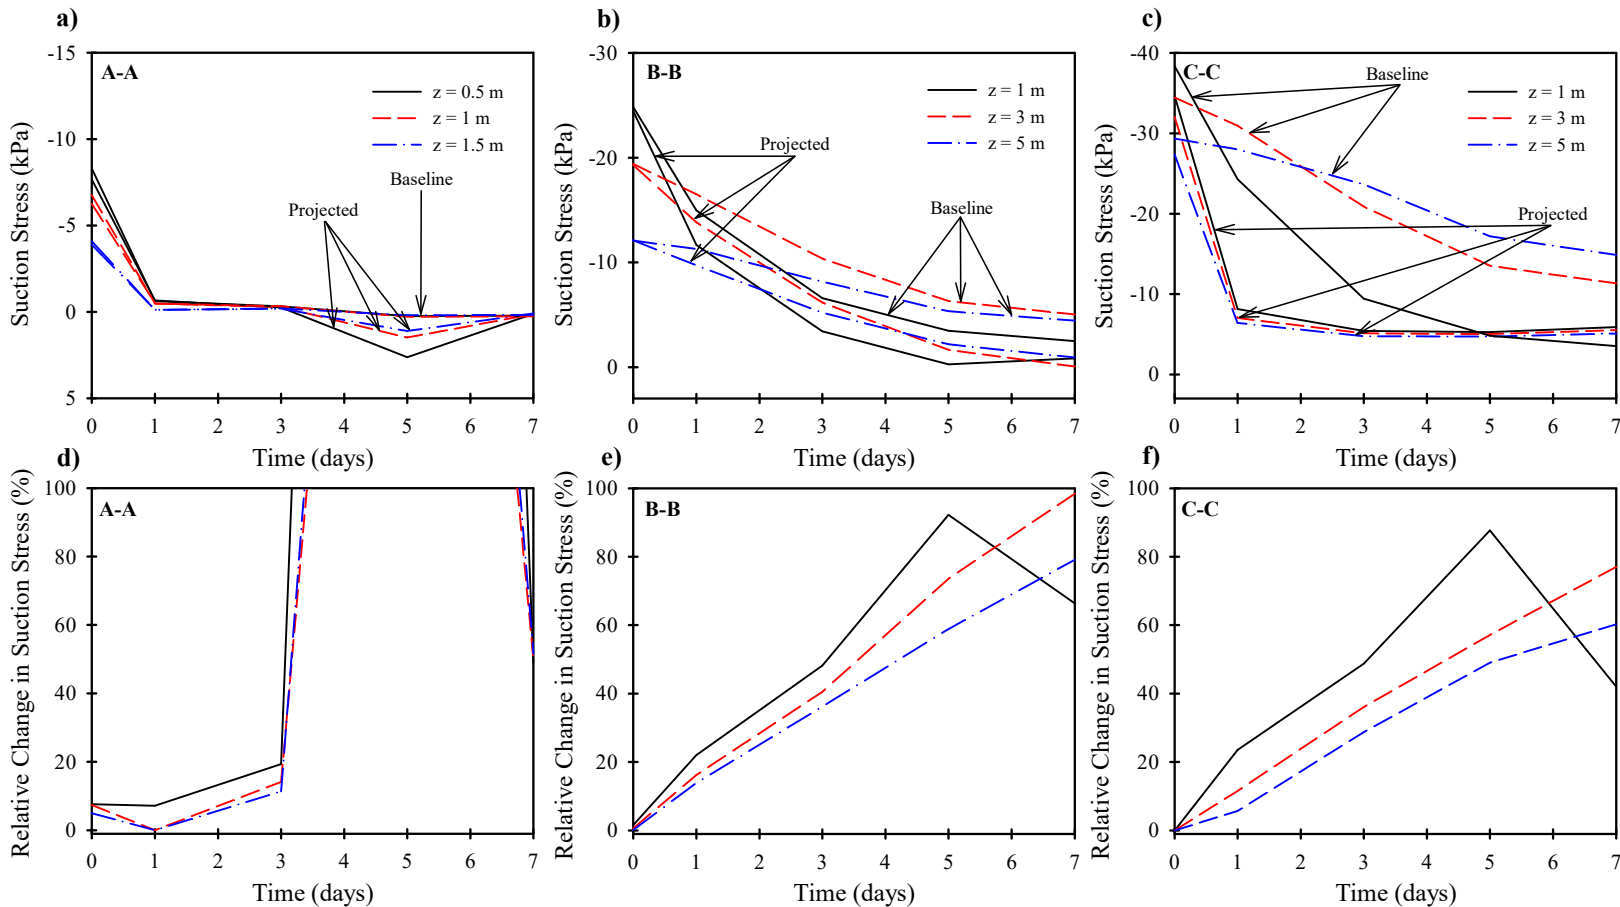 a)
A-A
-15
-10
-5
0
5
Suction Stress (kPa)
z = 0.5 m
z = 1 m
z = 1.5 m
Baseline
Projected
0 1 2 3 4 5 6 7
Time (days)
b)
B-B
-30
-20
-10
0
Suction Stress (kPa)
z = 1 m
z = 3 m
z = 5 m
Projected
Baseline
0 1 2 3 4 5 6 7
Time (days)
c)
C-C
-40
-30
-20
-10
0
Suction Stress (kPa)
Baseline
z = 1 m
z = 3 m
z = 5 m
Projected
0 1 2 3 4 5 6 7
Time (days)
d)
A-A
100
80
60
40
20
0
Relative Change in Suction Stress (%)
0 1 2 3 4 5 6 7
Time (days)
e)
B-B
100
80
60
40
20
0
Relative Change in Suction Stress (%)
0 1 2 3 4 5 6 7
Time (days)
f)
C-C
100
80
60
40
20
0
Relative Change in Suction Stress (%)
0 1 2 3 4 5 6 7
Time (days)